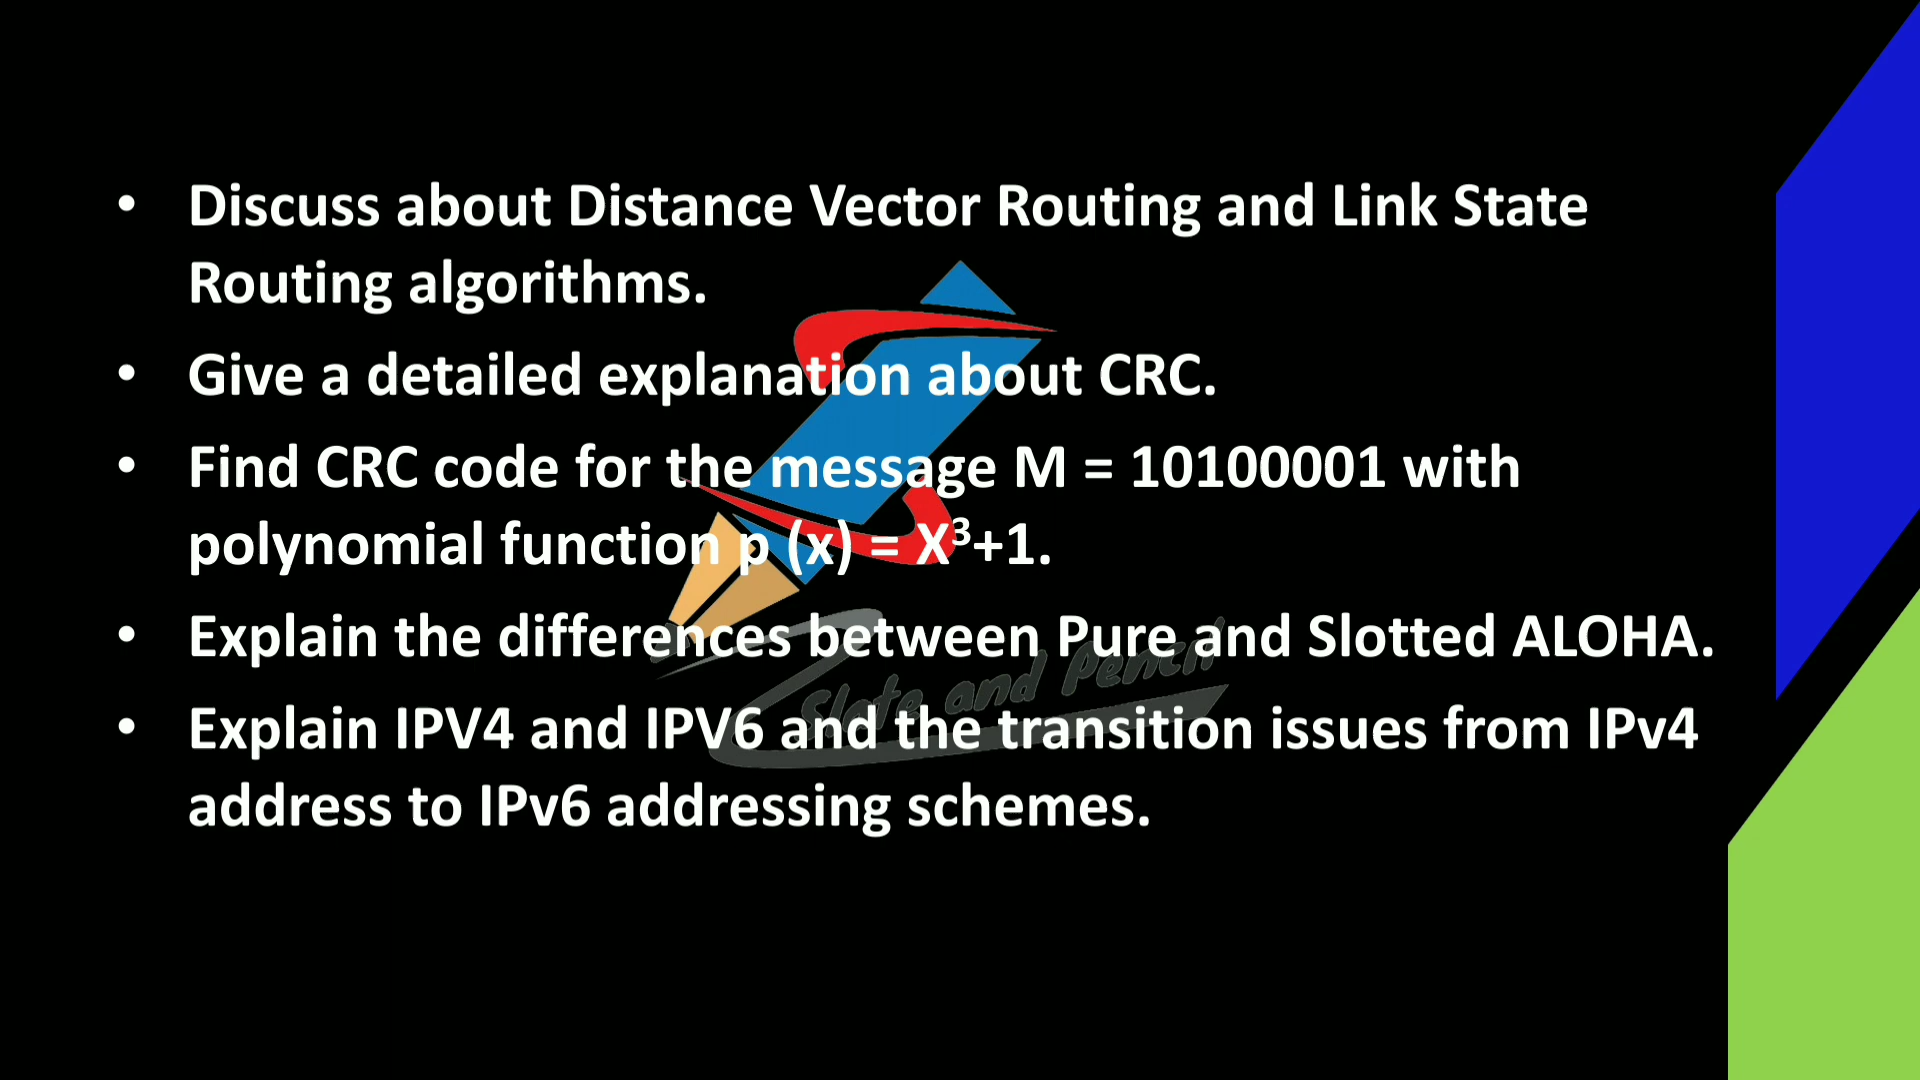 • Discuss about Distance Vector Routing and Link State
Routing algorithms.
• Give a detailed explanation about CRC.
• Find CRC code for the message M = 10100001 with
polynomial function p (x) = X³+1.
• Explain the differences between Pure and Slotted ALOHA.
Slate and Pencil
• Explain IPV4 and IPV6 and the transition issues from IPv4
address to IPv6 addressing schemes.